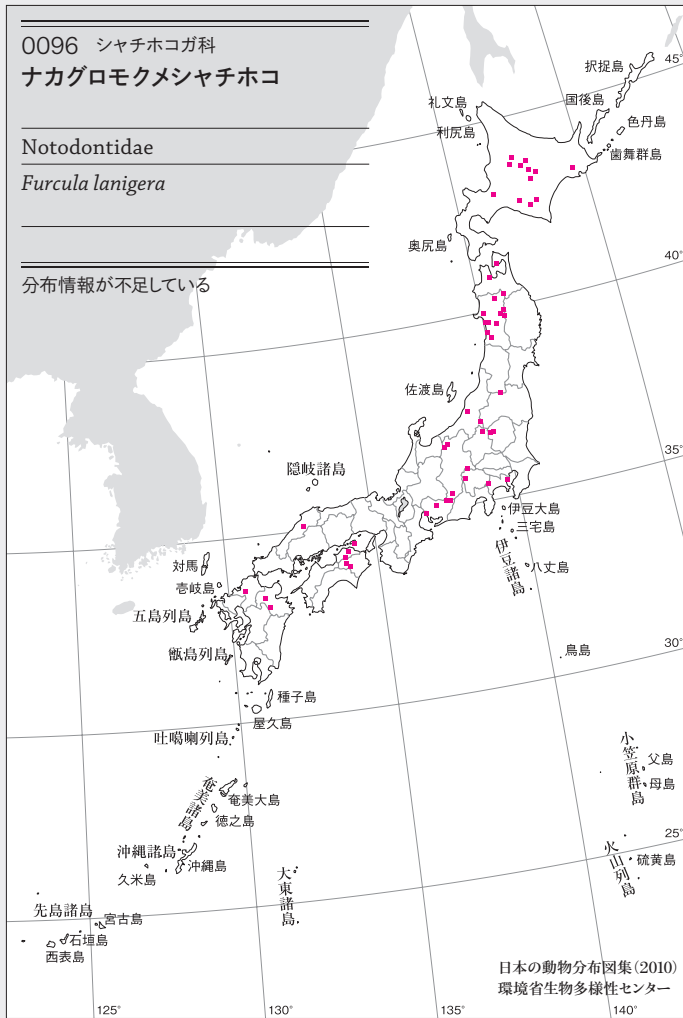 0096 シャチホコガ科
ナカグロモクメシャチホコ
Notodontidae
Furcula lanigera
分布情報が不足している
45°
択捉島
国後島
礼文島
色丹島
利尻島
歯舞群島
奥尻島
40°
佐渡島
35°
隠岐諸島
伊豆大島
三宅島
伊豆諸島
八丈島
対馬
壱岐島
五島列島
甑島列島
鳥島
30°
種子島
屋久島
吐噶喇列島
小笠原群島
父島
母島
奄美諸島
奄美大島
徳之島
沖縄諸島
沖縄島
久米島
25°
火山列島
硫黄島
大東諸島
先島諸島
宮古島
石垣島
西表島
日本の動物分布図集(2010)
環境省生物多様性センター
125°
130°
135°
140°